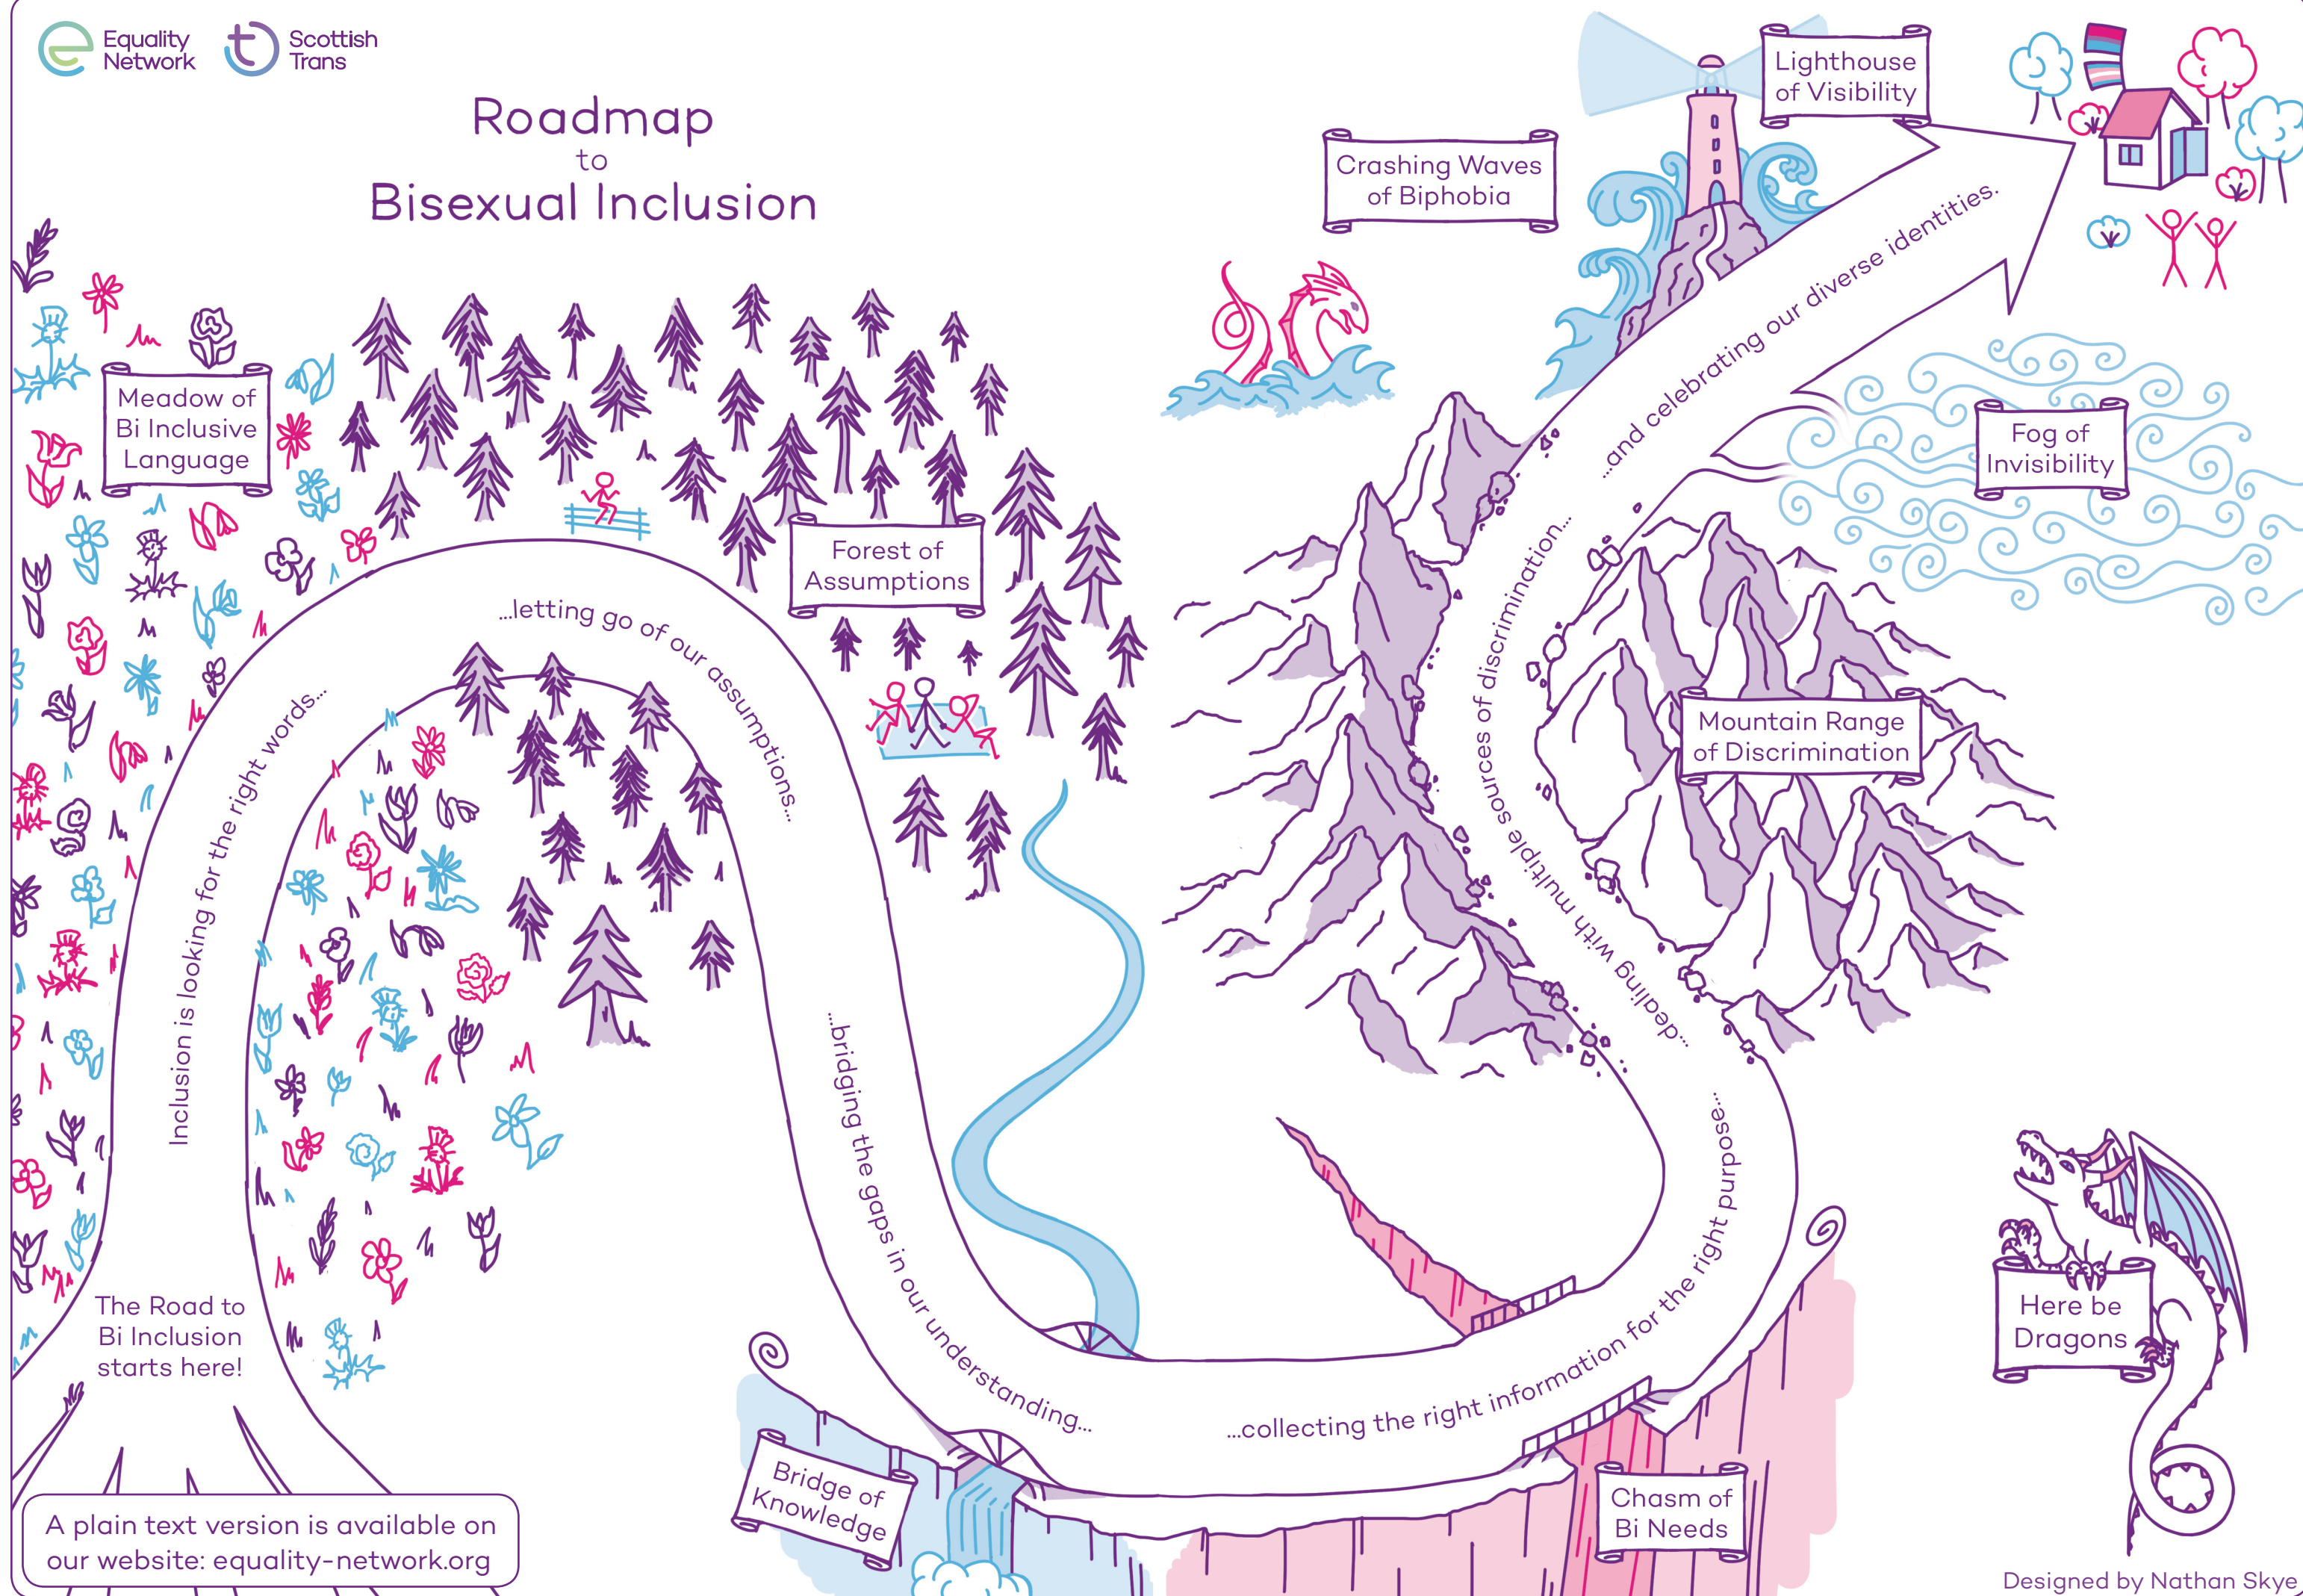 Equality
Network
Scottish
Trans
Roadmap
to
Bisexual Inclusion
The Road to
Bi Inclusion
starts here!
Inclusion is looking for the right words...
Meadow of
Bi Inclusive
Language
...letting go of our assumptions...
Forest of
Assumptions
...bridging the gaps in our understanding...
Bridge of
Knowledge
...collecting the right information for the right purpose...
Chasm of
Bi Needs
...dealing with multiple sources of discrimination...
Mountain Range
of Discrimination
...and celebrating our diverse identities.
Fog of
Invisibility
Crashing Waves
of Biphobia
Lighthouse
of Visibility
Here be
Dragons
A plain text version is available on
our website: equality-network.org
Designed by Nathan Skye